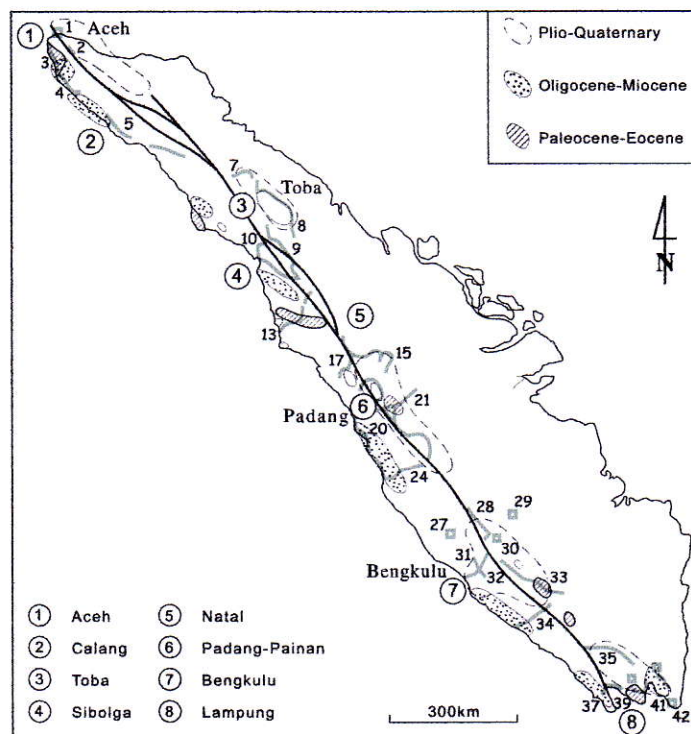 1 Aceh
1 2
3
4
2 5
7
Toba
3
8
10 9
4
13
5
17 15
6 21
Padang
20
24
28 29
27
30
31
Bengkulu 32 33
7
34
35
37 39 41 42
8
Plio-Quaternary
Oligocene-Miocene
Paleocene-Eocene
N
1 Aceh 5 Natal
2 Calang 6 Padang-Painan
3 Toba 7 Bengkulu
4 Sibolga 8 Lampung
300km